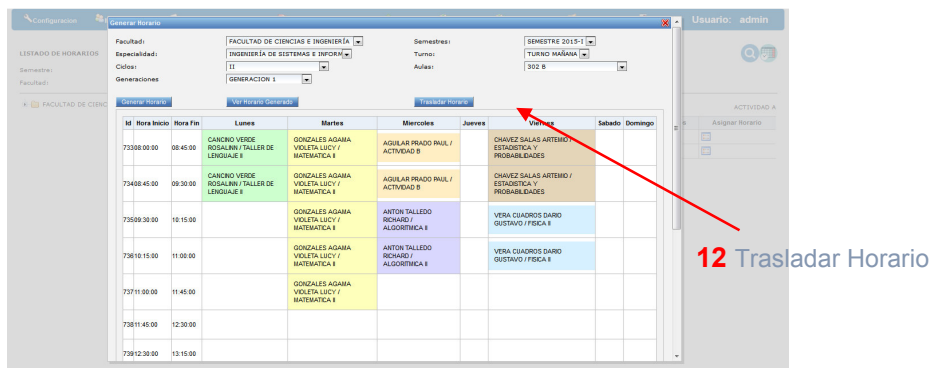 Configuracion
Generar Horario
Usuario: admin
LISTADO DE HORARIOS
Semestre:
Facultad:
FACULTAD DE CIENC
ACTIVIDAD A
Asignar Horario
Facultad: FACULTAD DE CIENCIAS E INGENIERÍA Semestres: SEMESTRE 2015-I
Especialidad: INGENIERÍA DE SISTEMAS E INFORM Turno: TURNO MAÑANA
Ciclos: II Aulas: 302 B
Generaciones GENERACION 1
Generar Horario Ver Horario Generado Trasladar Horario
Id Hora Inicio Hora Fin Lunes Martes Miercoles Jueves Viernes Sabado Domingo
733 08:00:00 08:45:00 CANCINO VERDE ROSALINN / TALLER DE LENGUAJE II GONZALES AGAMA VIOLETA LUCY / MATEMATICA II AGUILAR PRADO PAUL / ACTIVIDAD B CHAVEZ SALAS ARTEMIO / ESTADISTICA Y PROBABILIDADES
734 08:45:00 09:30:00 CANCINO VERDE ROSALINN / TALLER DE LENGUAJE II GONZALES AGAMA VIOLETA LUCY / MATEMATICA II AGUILAR PRADO PAUL / ACTIVIDAD B CHAVEZ SALAS ARTEMIO / ESTADISTICA Y PROBABILIDADES
735 09:30:00 10:15:00 GONZALES AGAMA VIOLETA LUCY / MATEMATICA II ANTON TALLEDO RICHARD / ALGORITMICA II VERA CUADROS DARIO GUSTAVO / FISICA II
736 10:15:00 11:00:00 GONZALES AGAMA VIOLETA LUCY / MATEMATICA II ANTON TALLEDO RICHARD / ALGORITMICA II VERA CUADROS DARIO GUSTAVO / FISICA II
737 11:00:00 11:45:00 GONZALES AGAMA VIOLETA LUCY / MATEMATICA II
738 11:45:00 12:30:00
739 12:30:00 13:15:00
12 Trasladar Horario